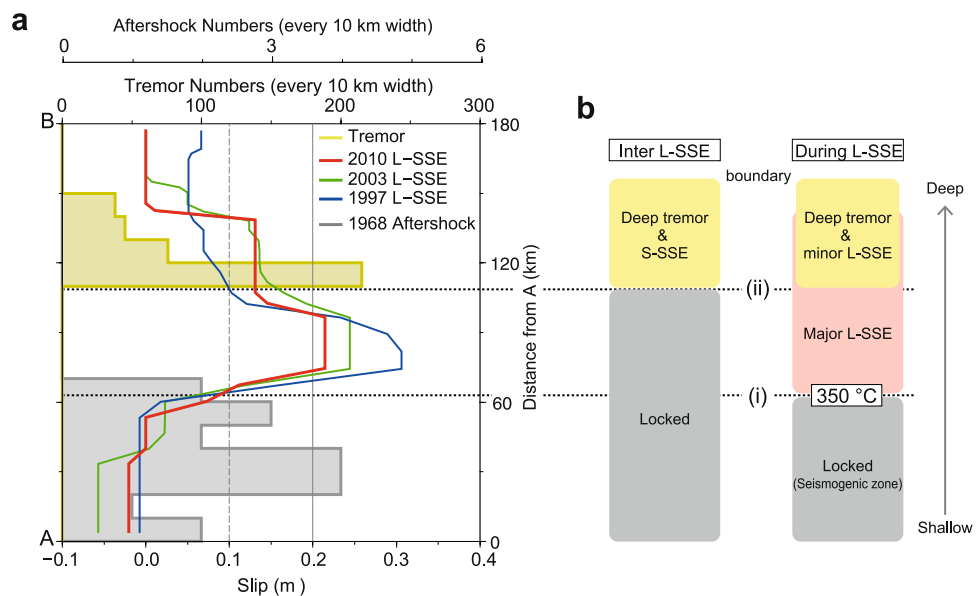 a
Aftershock Numbers (every 10 km width)
0 3 6
Tremor Numbers (every 10 km width)
0 100 200 300
B
180
120
60
0
A
Distance from A (km)
Tremor
2010 L-SSE
2003 L-SSE
1997 L-SSE
1968 Aftershock
-0.1 0.0 0.1 0.2 0.3 0.4
Slip (m )
b
Inter L-SSE
During L-SSE
boundary
Deep tremor
&
S-SSE
Deep tremor
&
minor L-SSE
Deep
(ii)
Major L-SSE
(i)
350 °C
Locked
Locked
(Seismogenic zone)
Shallow